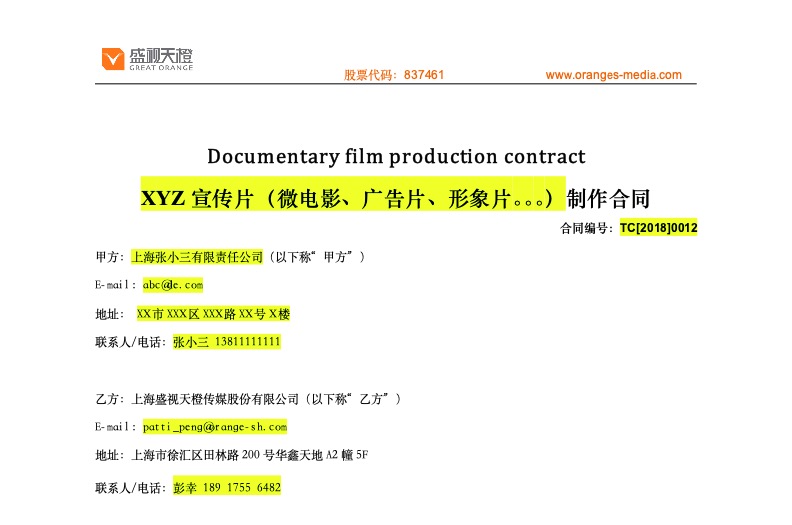 盛视天橙
GREAT ORANGE
股票代码：837461 www.oranges-media.com
Documentary film production contract
XYZ 宣传片（微电影、广告片、形象片。。。）制作合同
合同编号：TC[2018]0012
甲方：上海张小三有限责任公司（以下称“甲方”）
E-mail：abc@de.com
地址： XX市 XXX区 XXX路 XX号 X楼
联系人/电话：张小三 13811111111
乙方：上海盛视天橙传媒股份有限公司（以下称“乙方”）
E-mail：patti_peng@orange-sh.com
地址：上海市徐汇区田林路 200 号华鑫天地 A2 幢 5F
联系人/电话：彭幸 189 1755 6482